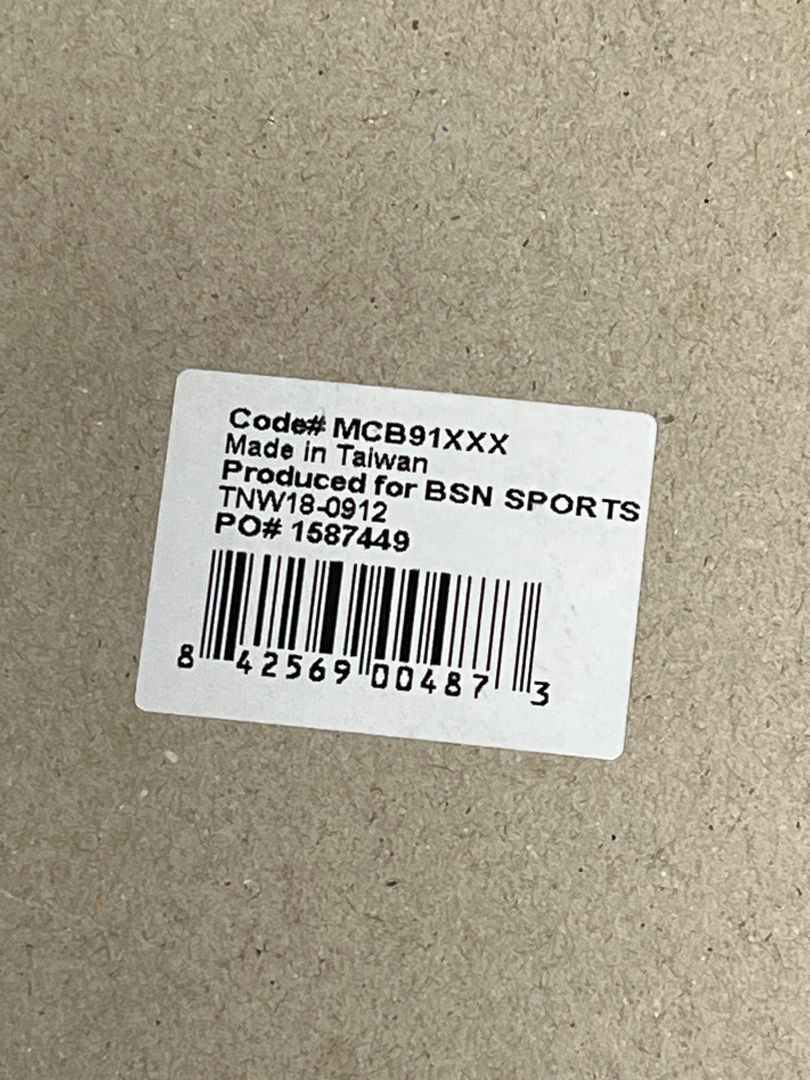 Code# MCB91XXX
Made in Taiwan
Produced for BSN SPORTS
TNW18-0912
PO# 1587449
8 42569 00487 3